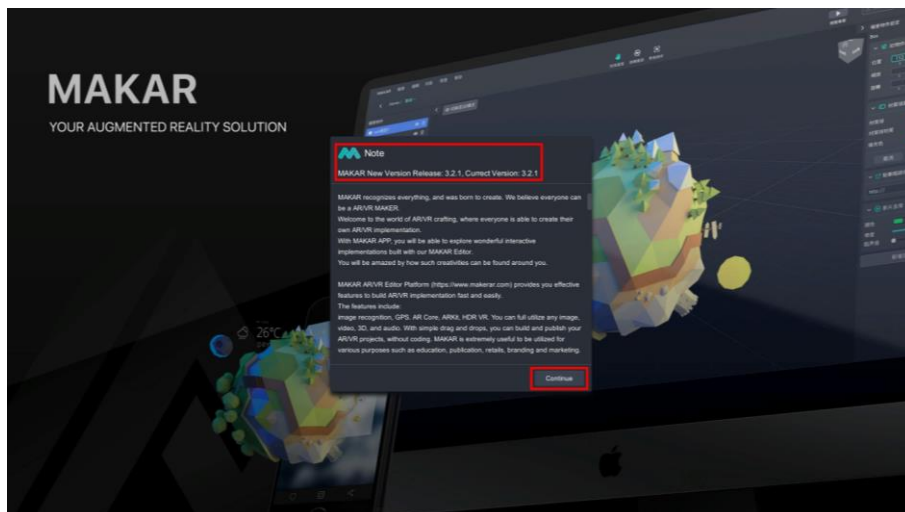 MAKAR
YOUR AUGMENTED REALITY SOLUTION
Note
MAKAR New Version Release: 3.2.1, Currect Version: 3.2.1
MAKAR recognizes everything, and was born to create. We believe everyone can
be a AR/VR MAKER.
Welcome to the world of AR/VR crafting, where everyone is able to create their
own AR/VR implementation.
With MAKAR APP, you will be able to explore wonderful interactive
implementations built with our MAKAR Editor.
You will be amazed by how such creativities can be found around you.
MAKAR AR/VR Editor Platform (https://www.makerar.com) provides you effective
features to build AR/VR implementation fast and easily.
The features include:
image recognition, GPS, AR Core, ARKit, HDR VR. You can full utilize any image,
video, 3D, and audio. With simple drag and drops, you can build and publish your
AR/VR projects, without coding. MAKAR is extremely useful to be utilized for
various purposes such as education, publication, retails, branding and marketing.
Continue
26°C
http://